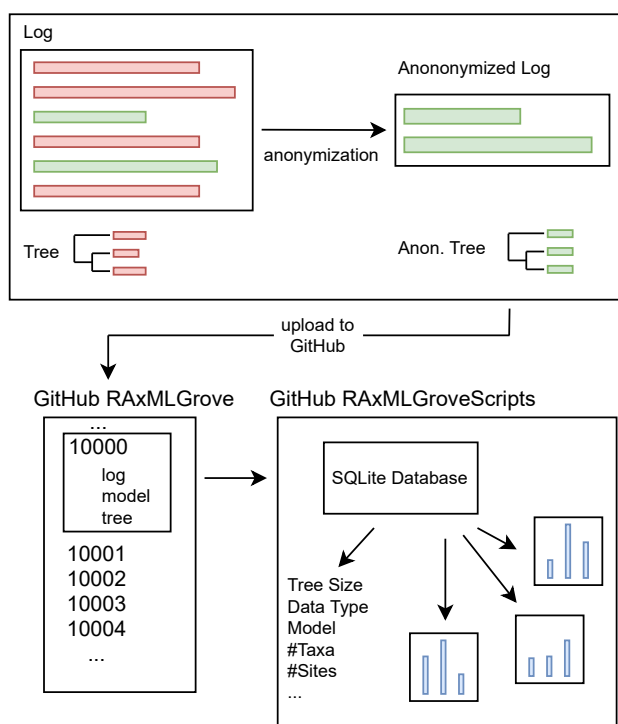 Log
Anononymized Log
anonymization
Tree
Anon. Tree
upload to
GitHub
GitHub RAxMLGrove
GitHub RAxMLGroveScripts
...
10000
log
model
tree
10001
10002
10003
10004
...
SQLite Database
Tree Size
Data Type
Model
#Taxa
#Sites
...